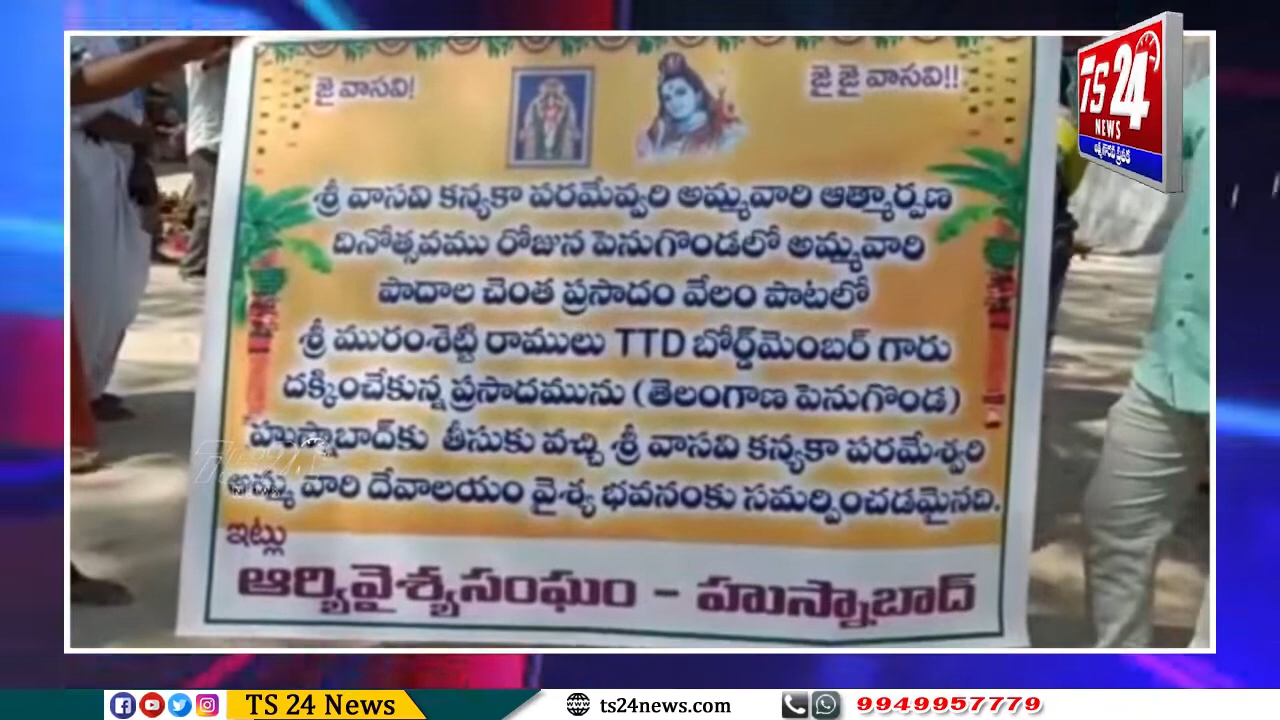 జై వాసవి!
జై జై వాసవి!!
శ్రీ వాసవి కన్యకా పరమేవ్వరి అమ్మవారి ఆత్మార్పణ
దినోత్సవము రోజున పెనుగొండలో అమ్మవారి
పాదాల చెంత ప్రసాదం వేలం పాటలో
శ్రీ మురంశెట్టి రాములు TTD బోర్డ్‌మెంబర్ గారు
దక్కించేకున్న ప్రసాదమును (తెలంగాణ పెనుగొండ)
హుస్నాబాద్‌కు తీసుకు వచ్చి శ్రీ వాసవి కన్యకా పరమేశ్వరి
అమ్మ వారి దేవాలయం వైశ్య భవనంకు సమర్పించడమైనది.
ఇట్లు
ఆర్యవైశ్యసంఘం - హుస్నాబాద్
TS 24
NEWS
TS 24 News
ts24news.com
9949957779